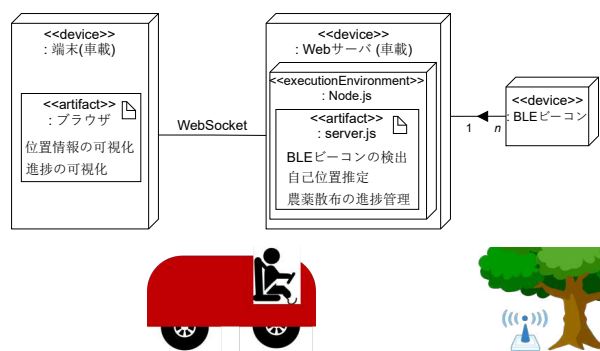 <<device>>
: 端末(車載)
<<artifact>>
: ブラウザ
位置情報の可視化
進捗の可視化
WebSocket
<<device>>
: Webサーバ (車載)
<<executionEnvironment>>
: Node.js
<<artifact>>
: server.js
BLEビーコンの検出
自己位置推定
農薬散布の進捗管理
1
n
<<device>>
: BLEビーコン